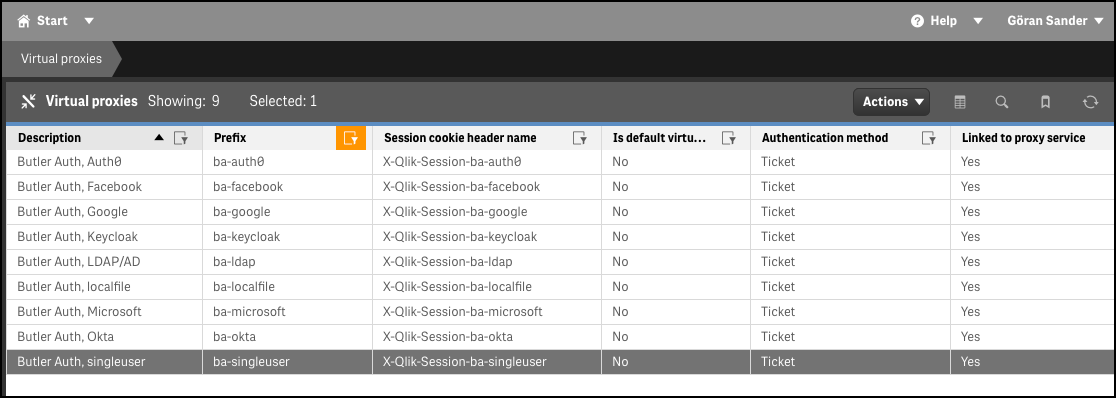 Start Help Göran Sander
Virtual proxies
Virtual proxies Showing: 9 Selected: 1 Actions
Description Prefix Session cookie header name Is default virtu... Authentication method Linked to proxy service
Butler Auth, Auth0 ba-auth0 X-Qlik-Session-ba-auth0 No Ticket Yes
Butler Auth, Facebook ba-facebook X-Qlik-Session-ba-facebook No Ticket Yes
Butler Auth, Google ba-google X-Qlik-Session-ba-google No Ticket Yes
Butler Auth, Keycloak ba-keycloak X-Qlik-Session-ba-keycloak No Ticket Yes
Butler Auth, LDAP/AD ba-ldap X-Qlik-Session-ba-ldap No Ticket Yes
Butler Auth, localfile ba-localfile X-Qlik-Session-ba-localfile No Ticket Yes
Butler Auth, Microsoft ba-microsoft X-Qlik-Session-ba-microsoft No Ticket Yes
Butler Auth, Okta ba-okta X-Qlik-Session-ba-okta No Ticket Yes
Butler Auth, singleuser ba-singleuser X-Qlik-Session-ba-singleuser No Ticket Yes